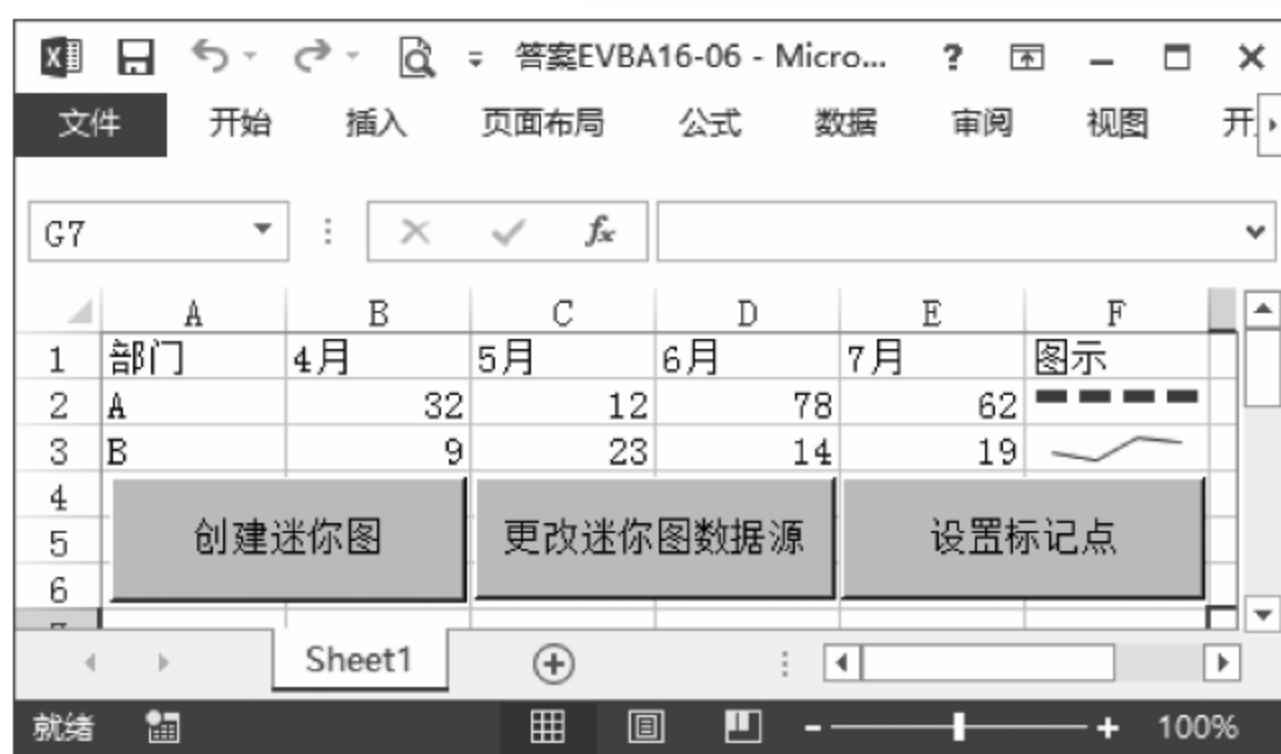 答案EVBA16-06 - Micro... ?
文件 开始 插入 页面布局 公式 数据 审阅 视图 开
G7 fx
A B C D E F
1 部门 4月 5月 6月 7月 图示
2 A 32 12 78 62
3 B 9 23 14 19
4
5 创建迷你图 更改迷你图数据源 设置标记点
6
Sheet1
就绪 100%